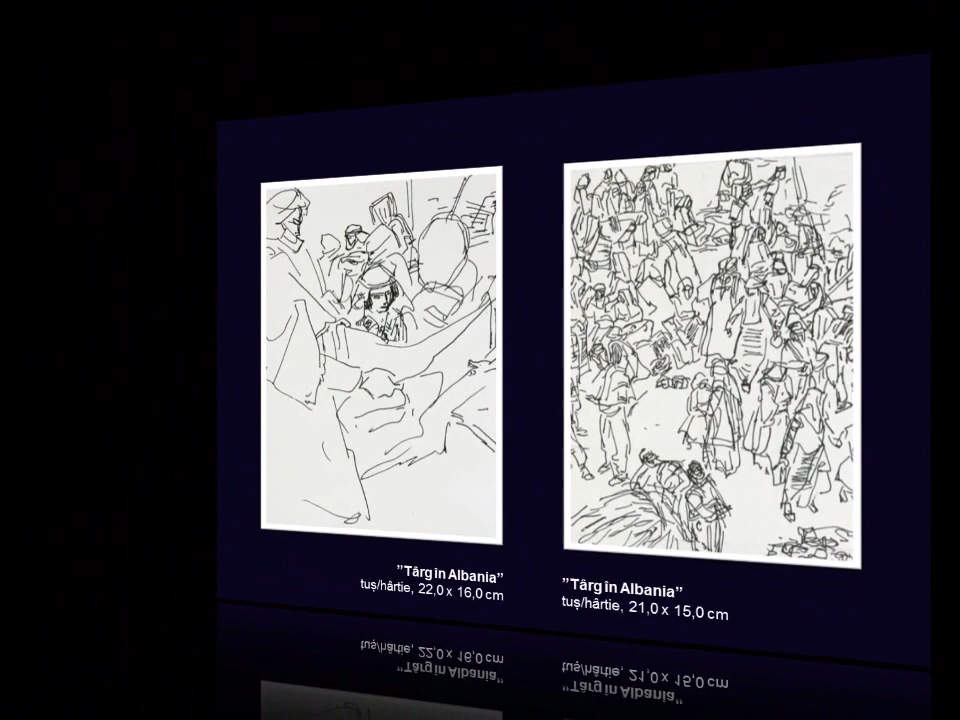 ”Târg în Albania”
tuș/hârtie, 22,0 x 16,0 cm
”Târg în Albania”
tuș/hârtie, 21,0 x 15,0 cm